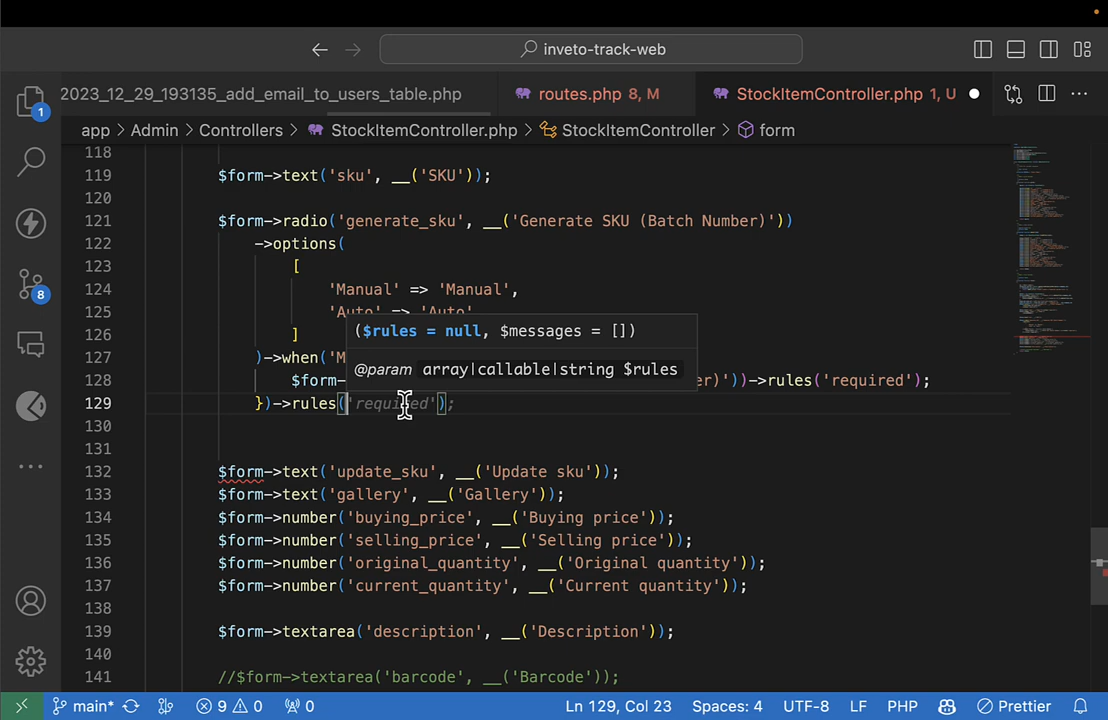 inveto-track-web
2023_12_29_193135_add_email_to_users_table.php
routes.php 8, M
StockItemController.php 1, U
app > Admin > Controllers > StockItemController.php > StockItemController > form
118
119 $form->text('sku', __('SKU'));
120
121 $form->radio('generate_sku', __('Generate SKU (Batch Number)'))
122 ->options(
123 [
124 'Manual' => 'Manual',
125 'Auto' => 'Auto'
($rules = null, $messages = [])
126 ]
127 )->when('M
@param array|callable|string $rules
128 $form- er)'))->rules('required');
129 })->rules('required');
130
131
132 $form->text('update_sku', __('Update sku'));
133 $form->text('gallery', __('Gallery'));
134 $form->number('buying_price', __('Buying price'));
135 $form->number('selling_price', __('Selling price'));
136 $form->number('original_quantity', __('Original quantity'));
137 $form->number('current_quantity', __('Current quantity'));
138
139 $form->textarea('description', __('Description'));
140
141 //$form->textarea('barcode', __('Barcode'));
1
8
main* 9 0 0 Ln 129, Col 23 Spaces: 4 UTF-8 LF PHP Prettier